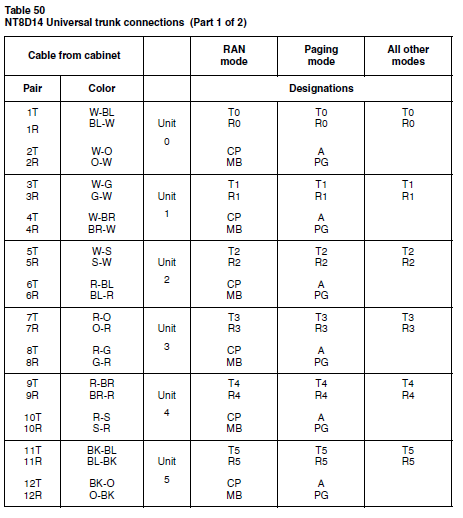 Table 50
NT8D14 Universal trunk connections (Part 1 of 2)
Cable from cabinet RAN mode Paging mode All other modes
Pair Color Designations
1T W-BL T0 T0 T0
1R BL-W Unit R0 R0 R0
0
2T W-O CP A
2R O-W MB PG
3T W-G T1 T1 T1
3R G-W Unit R1 R1 R1
4T W-BR 1 CP A
4R BR-W MB PG
5T W-S T2 T2 T2
5R S-W Unit R2 R2 R2
6T R-BL 2 CP A
6R BL-R MB PG
7T R-O T3 T3 T3
7R O-R Unit R3 R3 R3
8T R-G 3 CP A
8R G-R MB PG
9T R-BR T4 T4 T4
9R BR-R Unit R4 R4 R4
10T R-S 4 CP A
10R S-R MB PG
11T BK-BL T5 T5 T5
11R BL-BK Unit R5 R5 R5
12T BK-O 5 CP A
12R O-BK MB PG